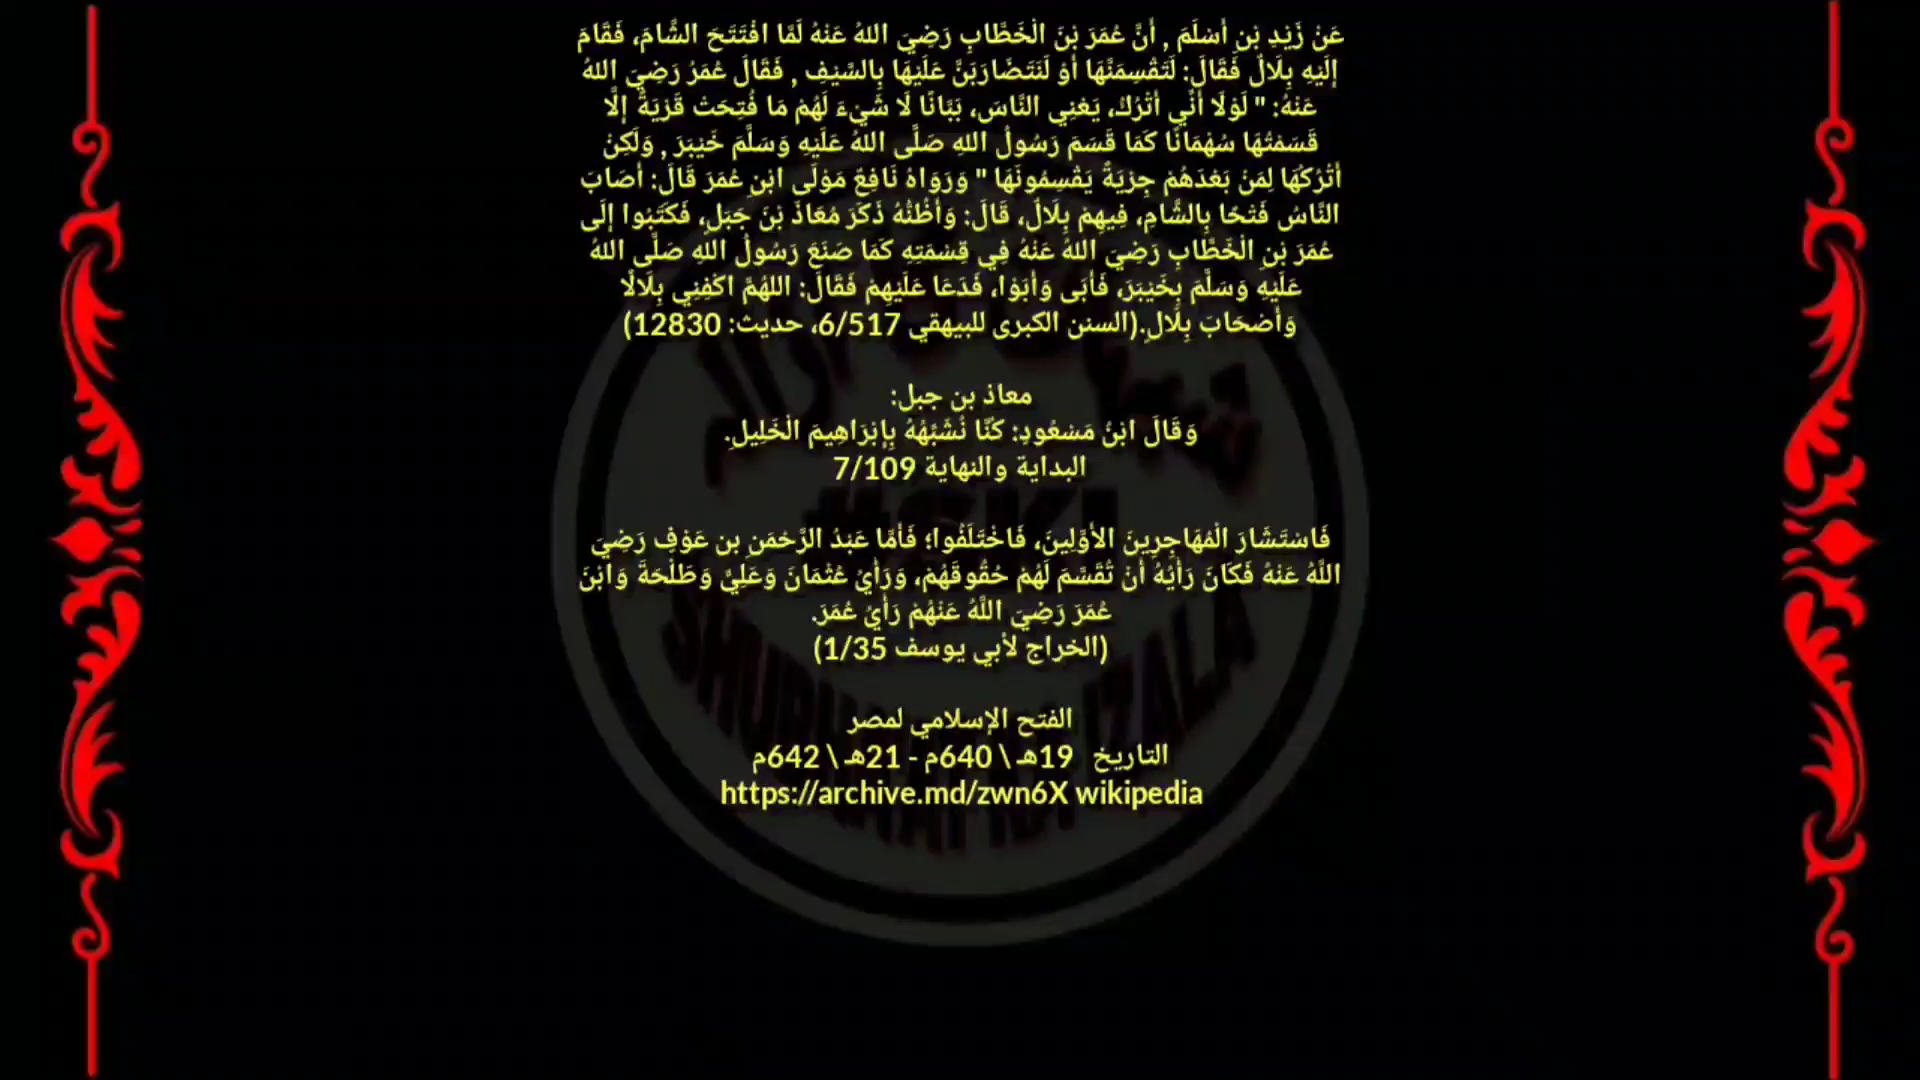 عَنْ زَيْدِ بْنِ أَسْلَمَ , أَنَّ عُمَرَ بْنَ الْخَطَّابِ رَضِيَ اللهُ عَنْهُ لَمَّا افْتَتَحَ الشَّامَ، فَقَامَ
إِلَيْهِ بِلَالٌ فَقَالَ: لَتَقْسِمَنَّهَا أَوْ لَنَتَضَارَبَنَّ عَلَيْهَا بِالسَّيْفِ , فَقَالَ عُمَرُ رَضِيَ اللهُ
عَنْهُ: " لَوْلَا أَنِّي أَتْرُكُ، يَعْنِي النَّاسَ، بَبَّانًا لَا شَيْءَ لَهُمْ مَا فُتِحَتْ قَرْيَةٌ إِلَّا
قَسَمْتُهَا سُهْمَانًا كَمَا قَسَمَ رَسُولُ اللهِ صَلَّى اللهُ عَلَيْهِ وَسَلَّمَ خَيْبَرَ , وَلَكِنْ
أَتْرُكُهَا لِمَنْ بَعْدَهُمْ جِزْيَةً يَقْسِمُونَهَا " وَرَوَاهُ نَافِعٌ مَوْلَى ابْنِ عُمَرَ قَالَ: أَصَابَ
النَّاسُ فَتْحًا بِالشَّامِ، فِيهِمْ بِلَالٌ، قَالَ: وَأَظُنُّهُ ذَكَرَ مُعَاذَ بْنَ جَبَلٍ، فَكَتَبُوا إِلَى
عُمَرَ بْنِ الْخَطَّابِ رَضِيَ اللهُ عَنْهُ فِي قِسْمَتِهِ كَمَا صَنَعَ رَسُولُ اللهِ صَلَّى اللهُ
عَلَيْهِ وَسَلَّمَ بِخَيْبَرَ، فَأَبَى وَأَبَوْا، فَدَعَا عَلَيْهِمْ فَقَالَ: اللهُمَّ اكْفِنِي بِلَالًا
وَأَصْحَابَ بِلَالٍ.(السنن الكبرى للبيهقي 6/517، حديث: 12830)
معاذ بن جبل:
وَقَالَ ابْنُ مَسْعُودٍ: كُنَّا نُشَبِّهُهُ بِإِبْرَاهِيمَ الْخَلِيلِ.
البداية والنهاية 7/109
فَاسْتَشَارَ الْمُهَاجِرِينَ الأَوَّلِينَ، فَاخْتَلَفُوا؛ فَأَمَّا عَبْدُ الرَّحْمَنِ بن عَوْفٍ رَضِيَ
اللَّهُ عَنْهُ فَكَانَ رَأْيُهُ أَنْ تُقَسَّمَ لَهُمْ حُقُوقَهُمْ، وَرَأْيُ عُثْمَانَ وَعَلِيٍّ وَطَلْحَةَ وَابْنَ
عُمَرَ رَضِيَ اللَّهُ عَنْهُمْ رَأْيُ عُمَرَ.
(الخراج لأبي يوسف 1/35)
الفتح الإسلامي لمصر
التاريخ 19هـ \ 640م - 21هـ \ 642م
https://archive.md/zwn6X wikipedia